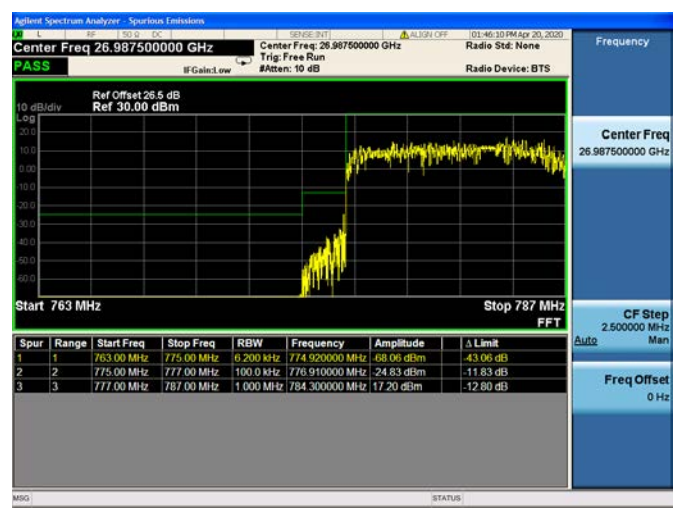 Agilent Spectrum Analyzer - Spurious Emissions
L RF 50 Ω DC SENSE:INT ALIGN OFF 01:46:10 PM Apr 20, 2020
Center Freq 26.987500000 GHz Center Freq: 26.987500000 GHz Radio Std: None
Trig: Free Run
PASS IFGain:Low #Atten: 10 dB Radio Device: BTS
Frequency
Ref Offset 26.5 dB
10 dB/div Ref 30.00 dBm
Log
20.0
10.0
0.00
-10.0
-20.0
-30.0
-40.0
-50.0
-60.0
Start 763 MHz Stop 787 MHz
FFT
Center Freq
26.987500000 GHz
CF Step
2.500000 MHz
Auto Man
Freq Offset
0 Hz
Spur Range Start Freq Stop Freq RBW Frequency Amplitude Δ Limit
1 1 763.00 MHz 775.00 MHz 6.200 kHz 774.920000 MHz -68.06 dBm -43.06 dB
2 2 775.00 MHz 777.00 MHz 100.0 kHz 776.910000 MHz -24.83 dBm -11.83 dB
3 3 777.00 MHz 787.00 MHz 1.000 MHz 784.300000 MHz 17.20 dBm -12.80 dB
MSG STATUS